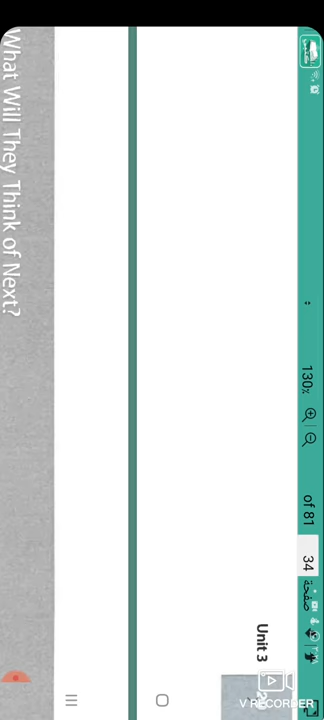 صفحة 34 of 81 130%
Unit 3
What Will They Think of Next?
V RECORDER